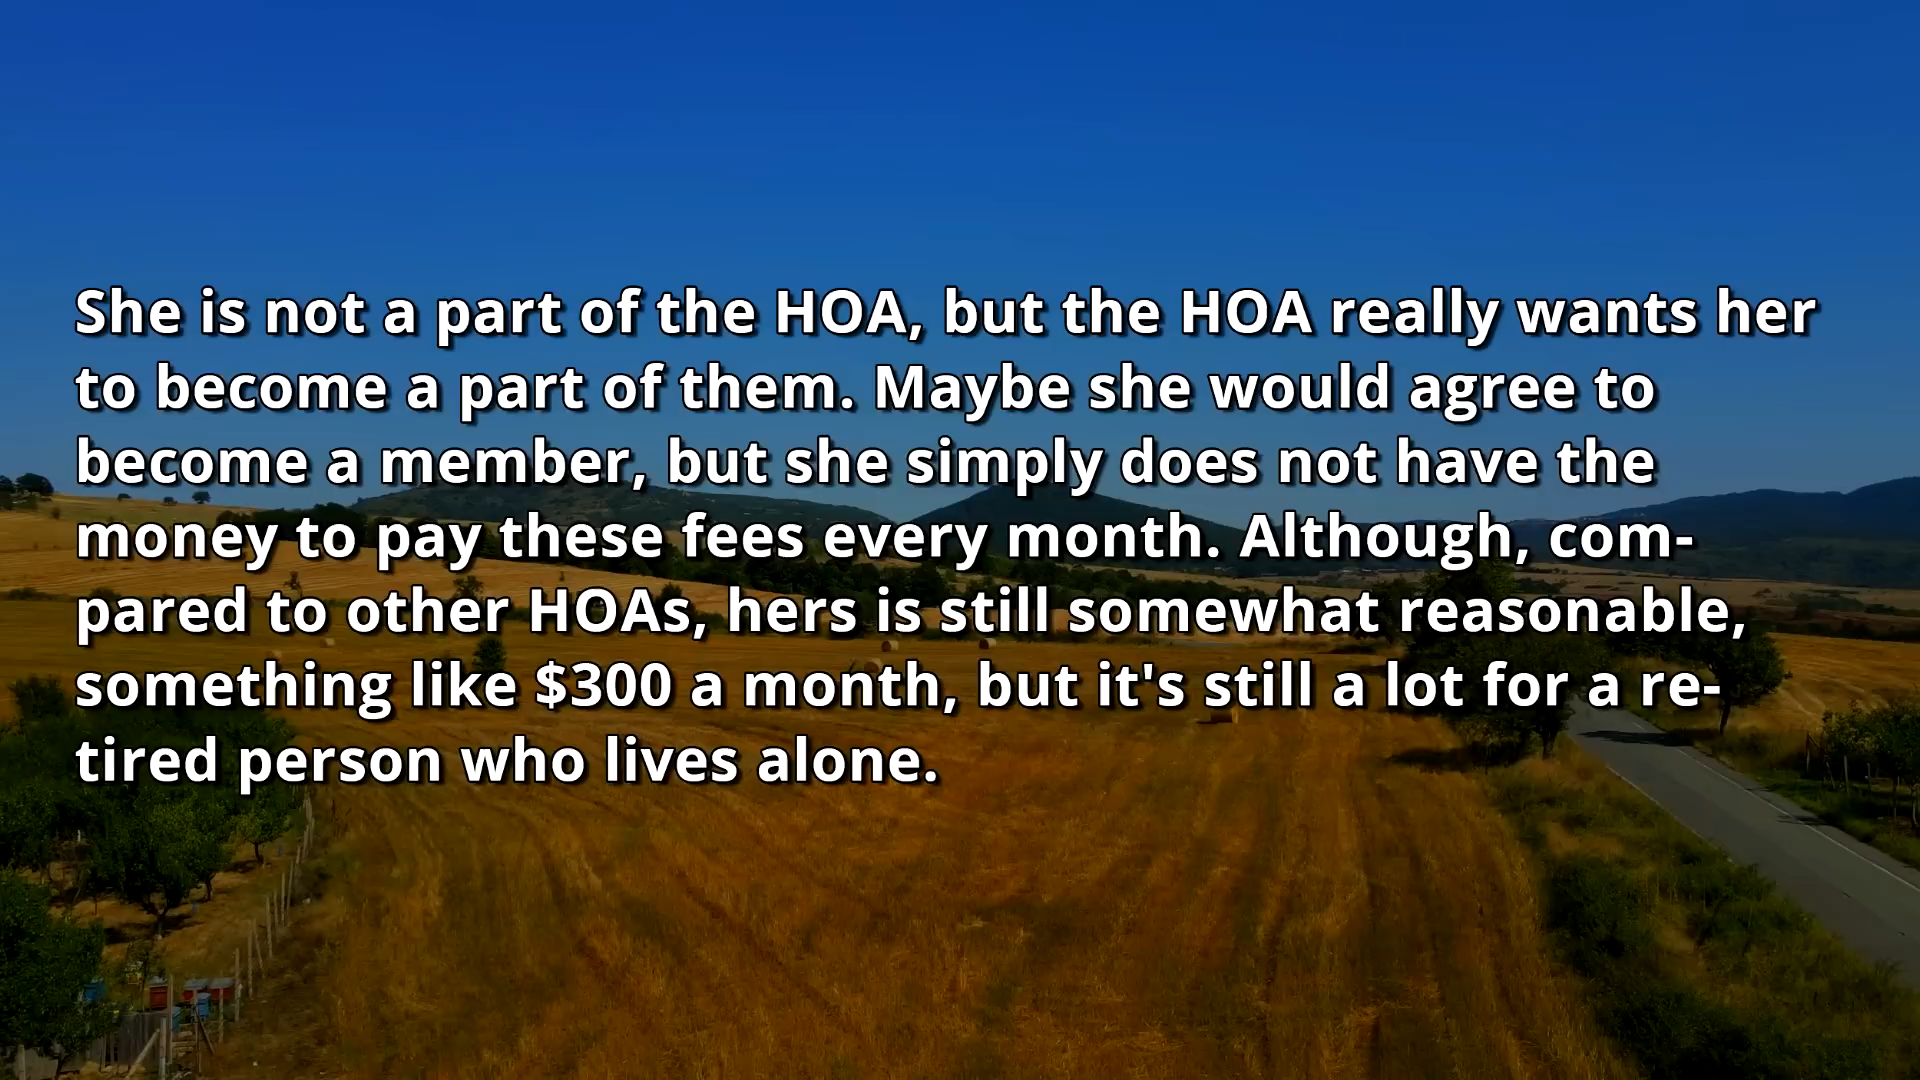 She is not a part of the HOA, but the HOA really wants her
to become a part of them. Maybe she would agree to
become a member, but she simply does not have the
money to pay these fees every month. Although, com-
pared to other HOAs, hers is still somewhat reasonable,
something like $300 a month, but it's still a lot for a re-
tired person who lives alone.